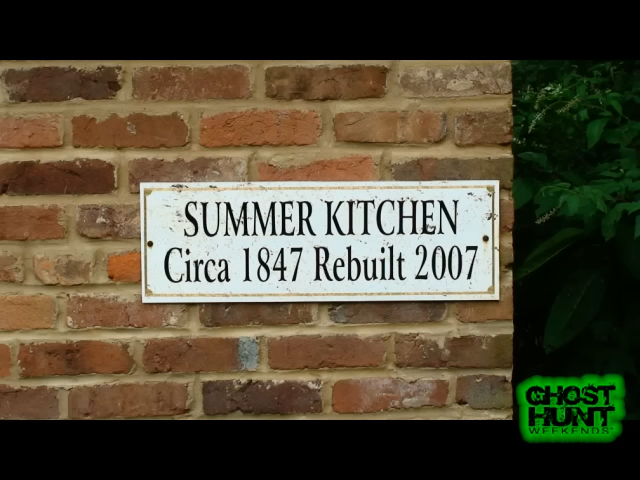 SUMMER KITCHEN
Circa 1847 Rebuilt 2007
GHOST
HUNT
WEEKENDS